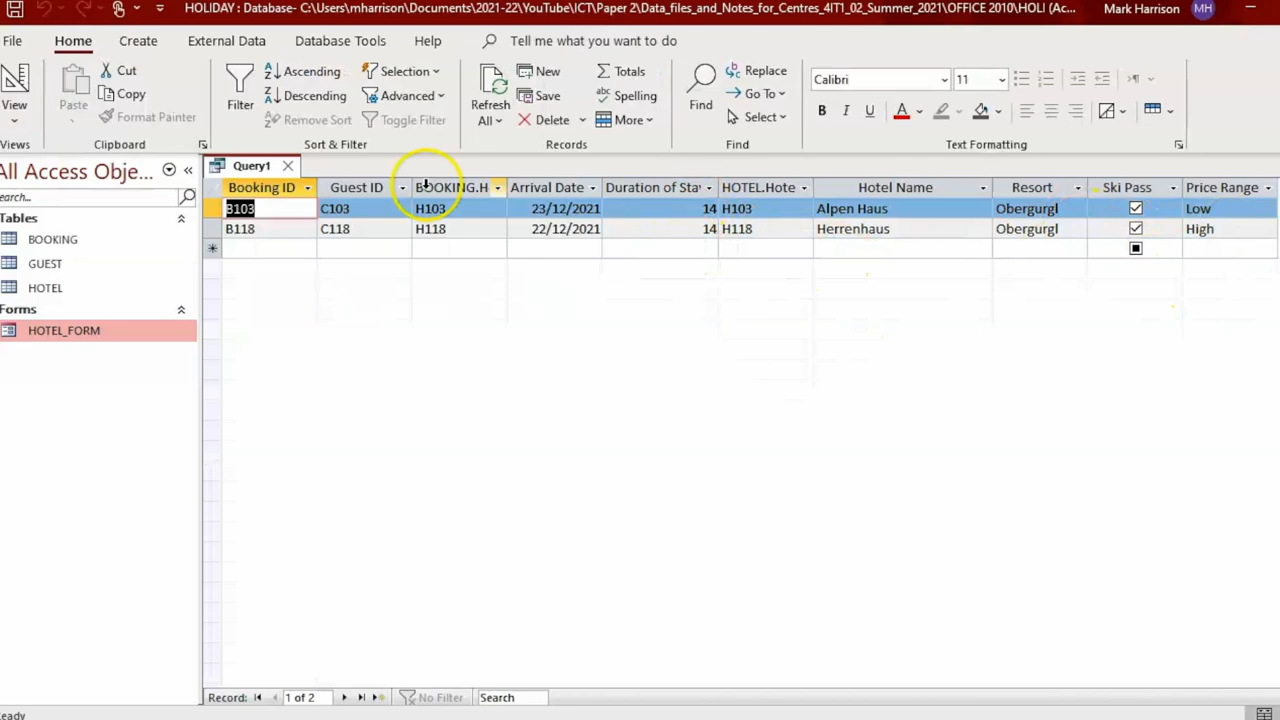 HOLIDAY : Database- C:\Users\mharrison\Documents\2021-22\YouTube\ICT\Paper 2\Data_files_and_Notes_for_Centres_4IT1_02_Summer_2021\OFFICE 2010\HOLI (Ac... Mark Harrison MH
File Home Create External Data Database Tools Help Tell me what you want to do
View Paste Cut Copy Format Painter
Views Clipboard
Filter Ascending Descending Remove Sort Selection Advanced Toggle Filter
Sort & Filter
Refresh All New Save Delete Totals Spelling More
Records
Find Replace Go To Select
Find
Calibri 11
B I U A
Text Formatting
All Access Obje...
earch...
Tables
BOOKING
GUEST
HOTEL
Forms
HOTEL_FORM
Query1
Booking ID Guest ID BOOKING.H Arrival Date Duration of Stay HOTEL.Hote Hotel Name Resort Ski Pass Price Range
B103 C103 H103 23/12/2021 14 H103 Alpen Haus Obergurgl Low
B118 C118 H118 22/12/2021 14 H118 Herrenhaus Obergurgl High
Record: 1 of 2 No Filter Search
eady